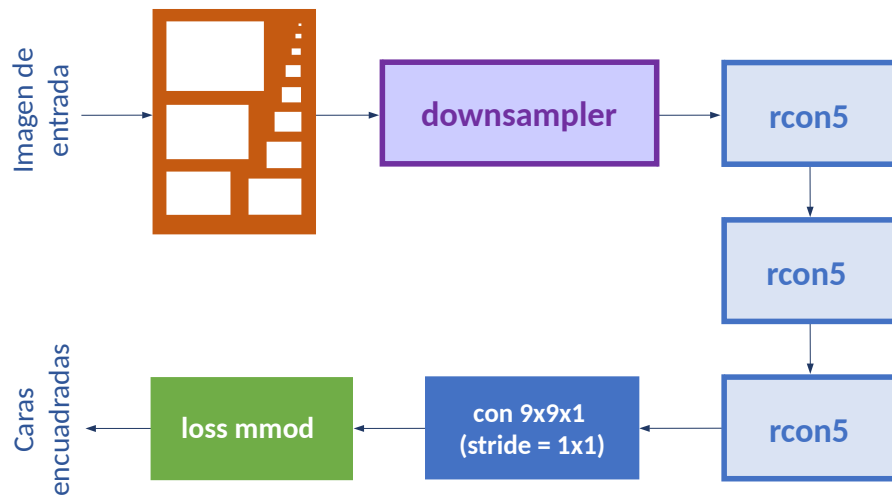 Imagen de
entrada
downsampler
rcon5
rcon5
rcon5
con 9x9x1
(stride = 1x1)
loss mmod
Caras
encuadradas